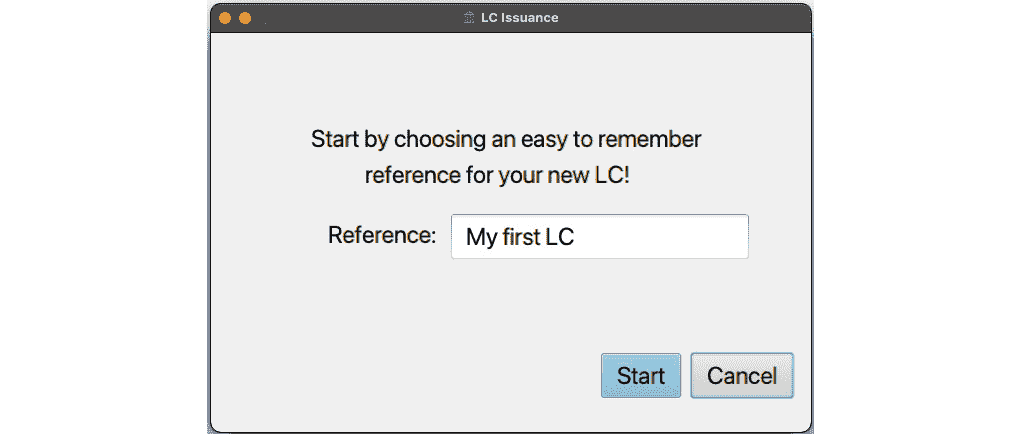 LC Issuance
Start by choosing an easy to remember
reference for your new LC!
Reference: My first LC
Start Cancel